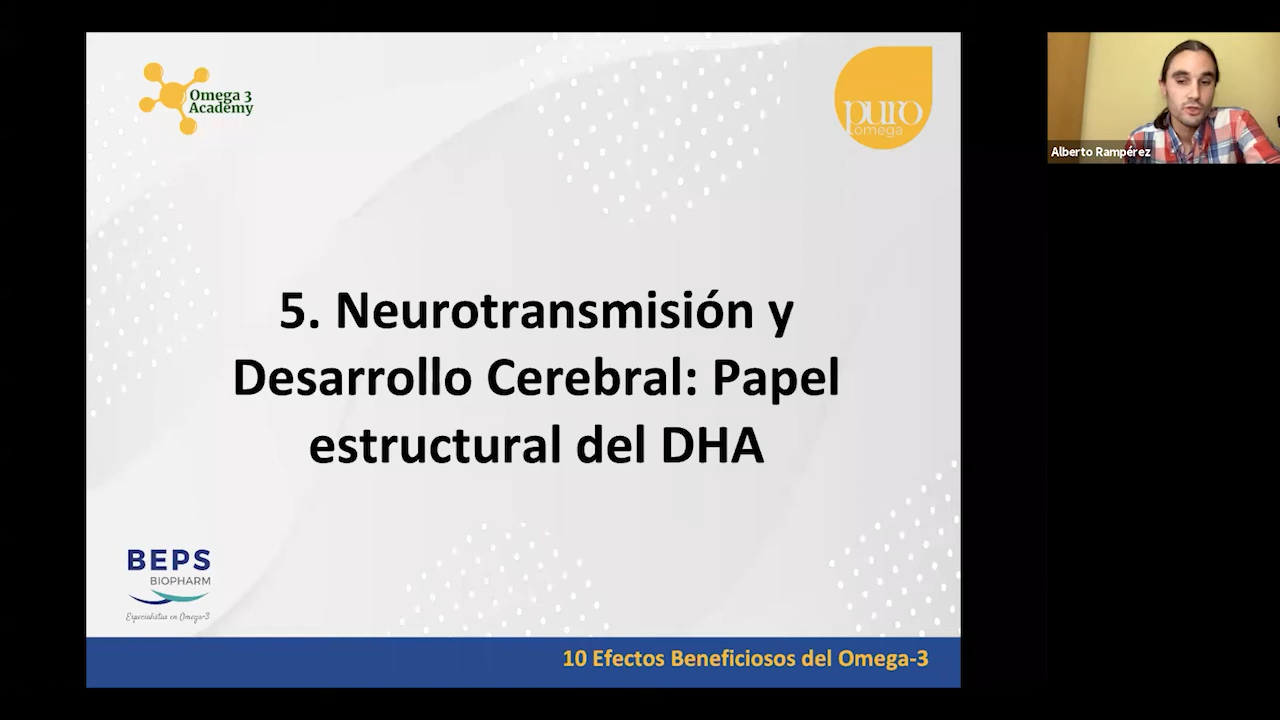 Omega 3
Academy
puro
omega
Alberto Rampérez
5. Neurotransmisión y
Desarrollo Cerebral: Papel
estructural del DHA
BEPS
BIOPHARM
Especialistas en Omega-3
10 Efectos Beneficiosos del Omega-3